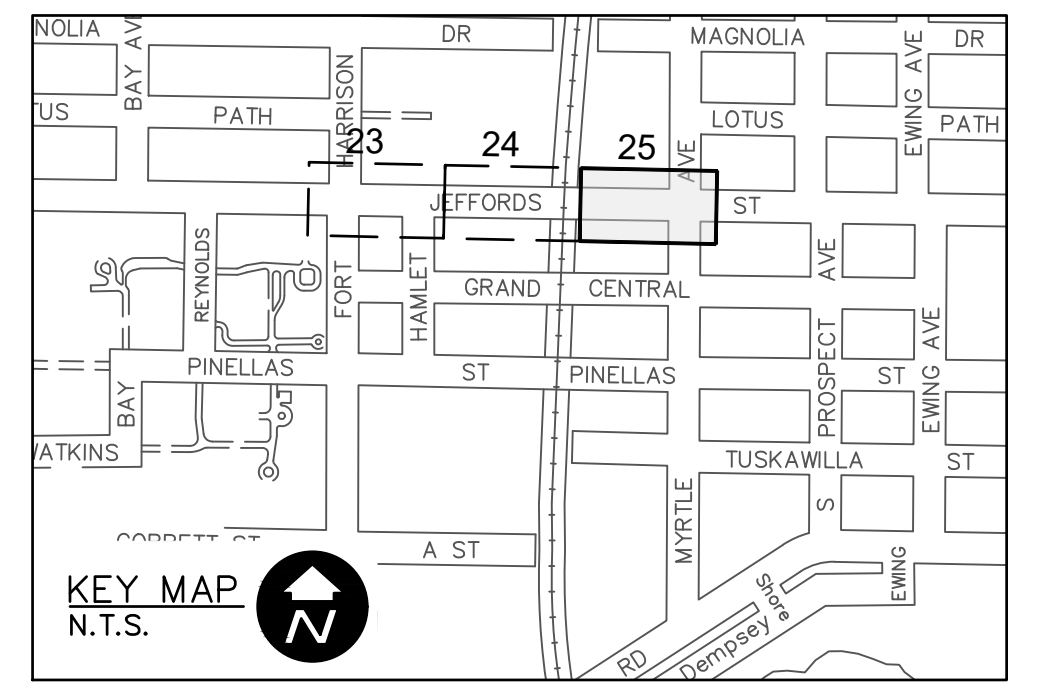 NOLIA
BAY AVE
DR
MAGNOLIA
EWING AVE
DR
TUS
PATH
HARRISON
LOTUS
PATH
23
24
25
AVE
JEFFORDS
ST
REYNOLDS
FORT
HAMLET
GRAND
CENTRAL
AVE
PROSPECT
EWING AVE
PINELLAS
ST
PINELLAS
ST
BAY
WATKINS
TUSKAWILLA
ST
MYRTLE
S
CORBETT ST
A ST
EWING
KEY MAP
N.T.S.
N
Shore
Dempsey
RD